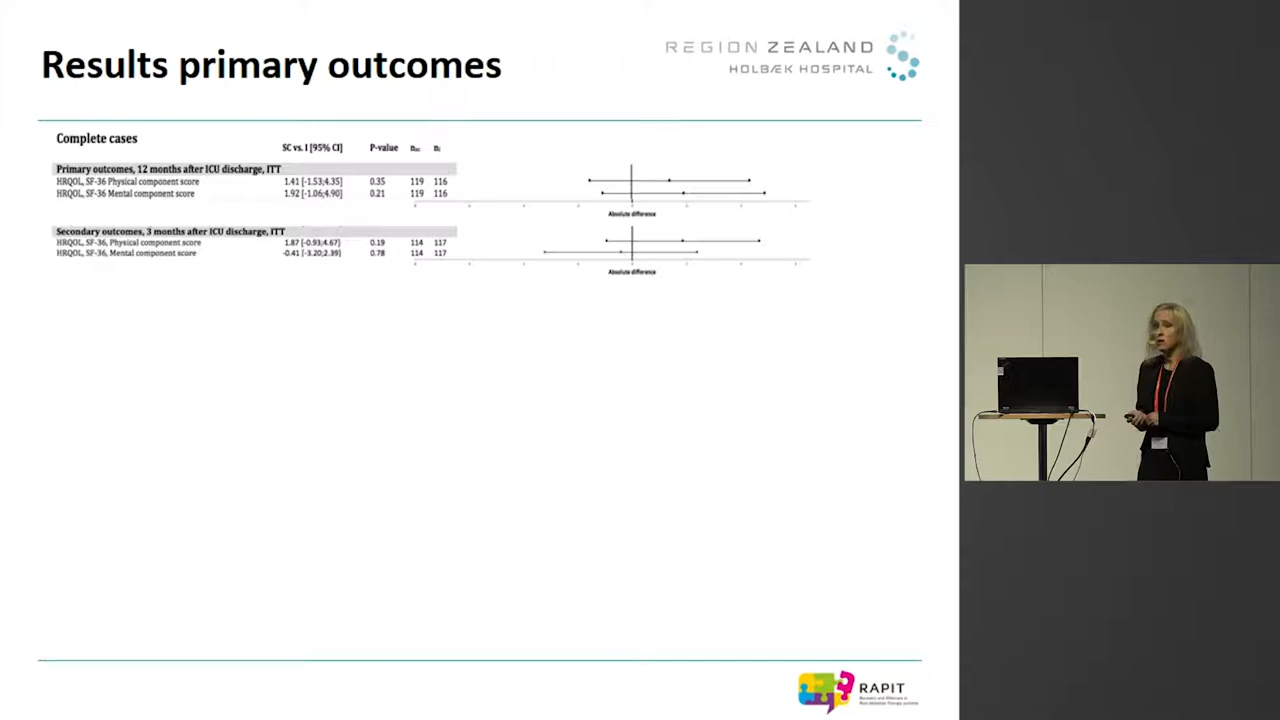 Results primary outcomes
REGION ZEALAND
HOLBÆK HOSPITAL
Complete cases
SC vs. I [95% CI] P-value nsc ni
Primary outcomes, 12 months after ICU discharge, ITT
HRQOL, SF-36 Physical component score 1.41 [-1.53;4.35] 0.35 119 116
HRQOL, SF-36 Mental component score 1.92 [-1.06;4.90] 0.21 119 116
Absolute difference
Secondary outcomes, 3 months after ICU discharge, ITT
HRQOL, SF-36, Physical component score 1.87 [-0.93;4.67] 0.19 114 117
HRQOL, SF-36, Mental component score -0.41 [-3.20;2.39] 0.78 114 117
Absolute difference
RAPIT